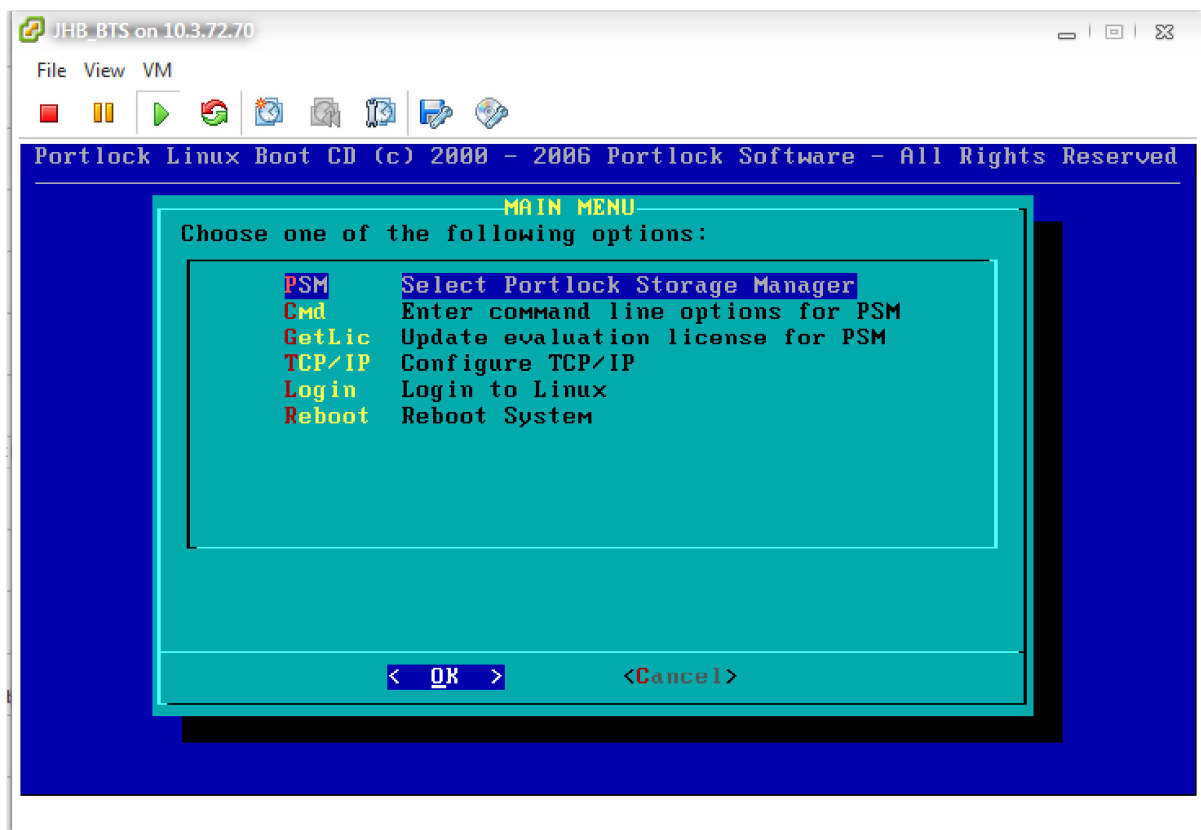 JHB_BTS on 10.3.72.70
File View VM
Portlock Linux Boot CD (c) 2000 - 2006 Portlock Software - All Rights Reserved
MAIN MENU
Choose one of the following options:
PSM Select Portlock Storage Manager
Cmd Enter command line options for PSM
GetLic Update evaluation license for PSM
TCP/IP Configure TCP/IP
Login Login to Linux
Reboot Reboot System
< OK > <Cancel>